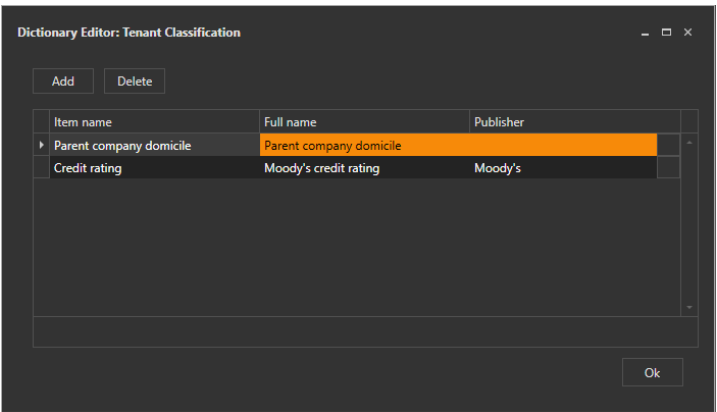 Dictionary Editor: Tenant Classification
Add Delete
Item name Full name Publisher
Parent company domicile Parent company domicile
Credit rating Moody's credit rating Moody's
Ok